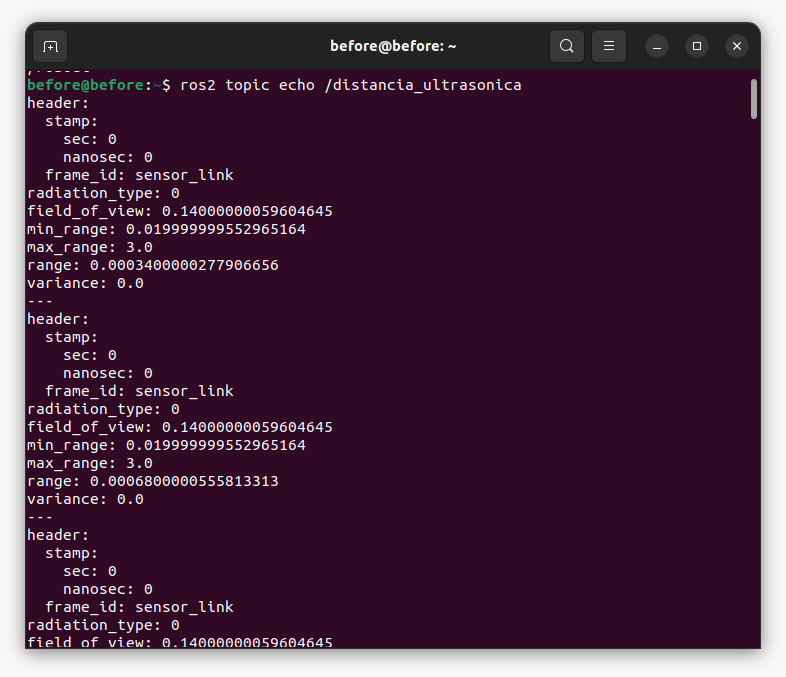 before@before: ~
before@before:~$ ros2 topic echo /distancia_ultrasonica
header:
  stamp:
    sec: 0
    nanosec: 0
  frame_id: sensor_link
radiation_type: 0
field_of_view: 0.14000000059604645
min_range: 0.019999999552965164
max_range: 3.0
range: 0.0003400000277906656
variance: 0.0
---
header:
  stamp:
    sec: 0
    nanosec: 0
  frame_id: sensor_link
radiation_type: 0
field_of_view: 0.14000000059604645
min_range: 0.019999999552965164
max_range: 3.0
range: 0.0006800000555813313
variance: 0.0
---
header:
  stamp:
    sec: 0
    nanosec: 0
  frame_id: sensor_link
radiation_type: 0
field_of_view: 0.14000000059604645